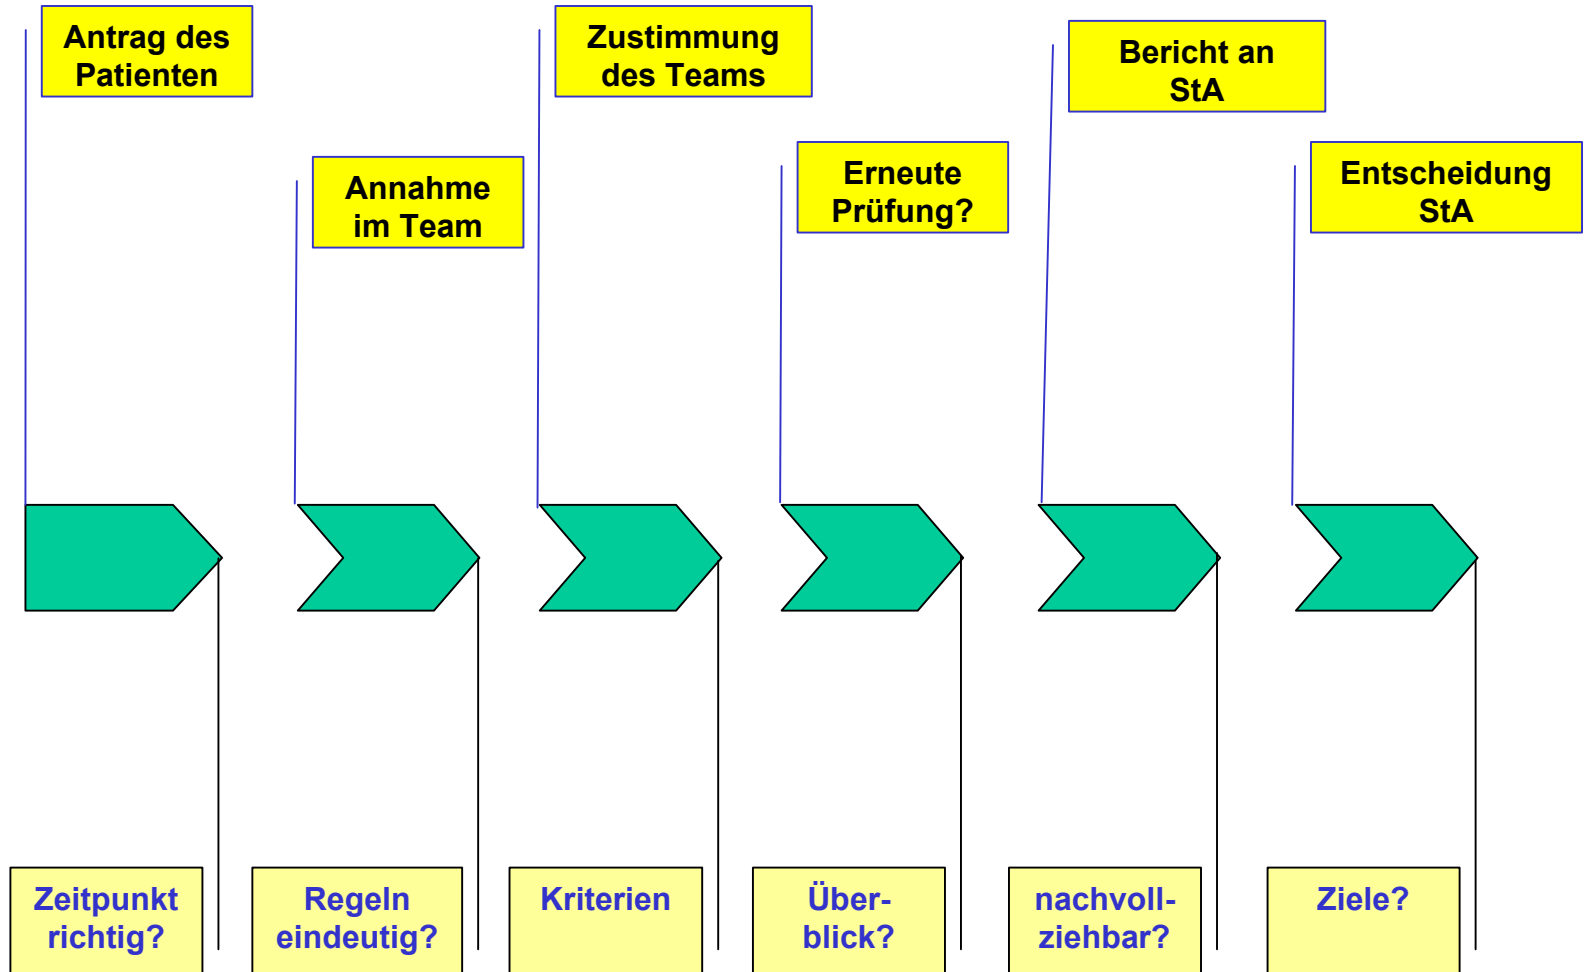 Antrag des
Patienten
Zustimmung
des Teams
Bericht an
StA
Annahme
im Team
Erneute
Prüfung?
Entscheidung
StA
Zeitpunkt
richtig?
Regeln
eindeutig?
Kriterien
Über-
blick?
nachvoll-
ziehbar?
Ziele?